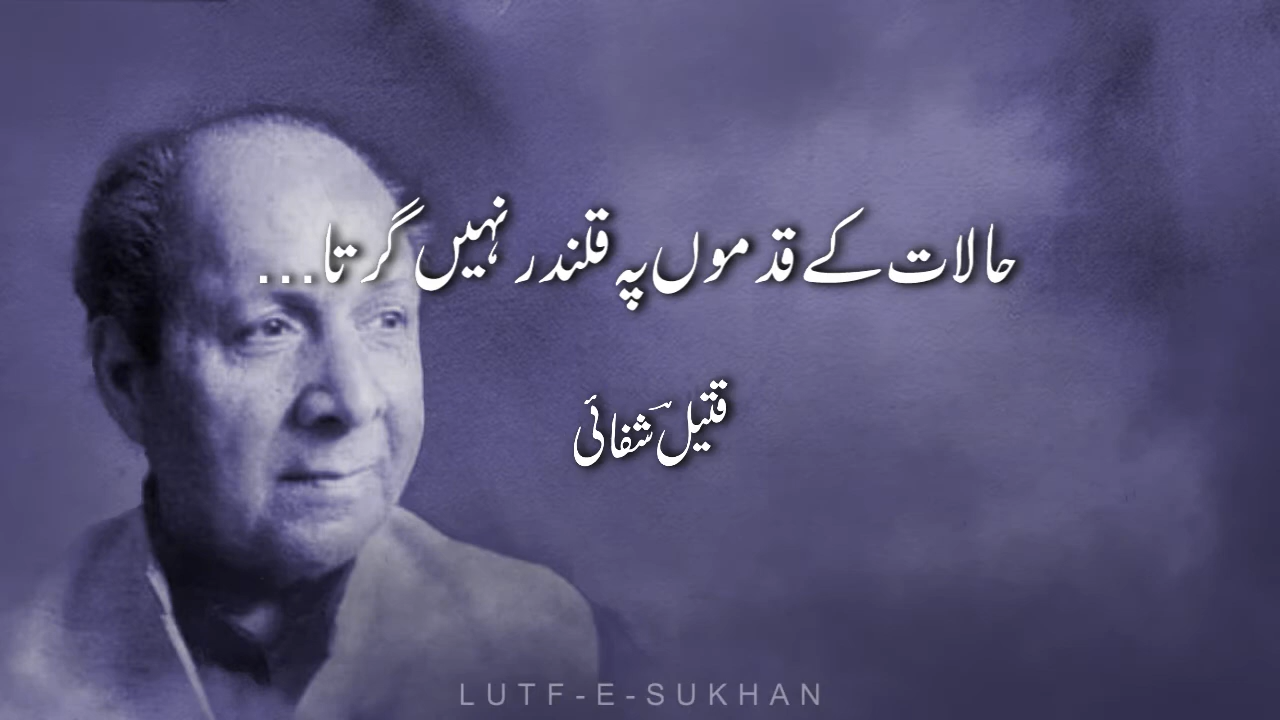 حالات کے قدموں پہ قلندر نہیں گرتا...
قتیلؔ شفائی
LUTF-E-SUKHAN